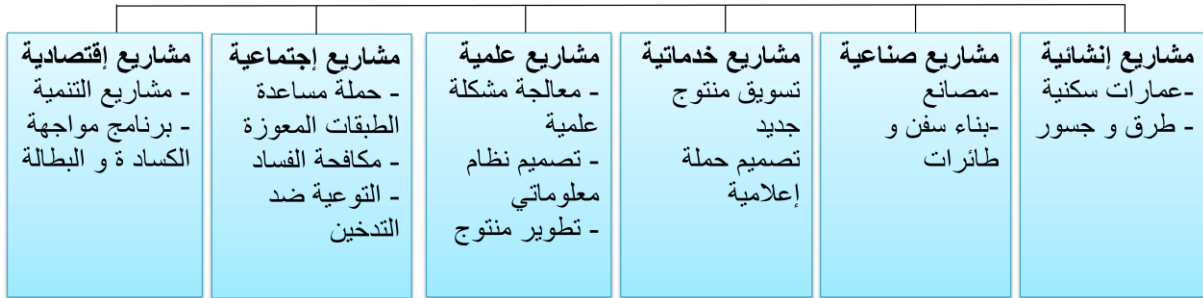 مشاريع إنشائية
-عمارات سكنية
- طرق و جسور
مشاريع صناعية
-مصانع
-بناء سفن و
طائرات
مشاريع خدماتية
تسويق منتوج
جديد
تصميم حملة
إعلامية
مشاريع علمية
- معالجة مشكلة
علمية
- تصميم نظام
معلوماتي
- تطوير منتوج
مشاريع إجتماعية
- حملة مساعدة
الطبقات المعوزة
- مكافحة الفساد
- التوعية ضد
التدخين
مشاريع إقتصادية
- مشاريع التنمية
- برنامج مواجهة
الكساد ة و البطالة